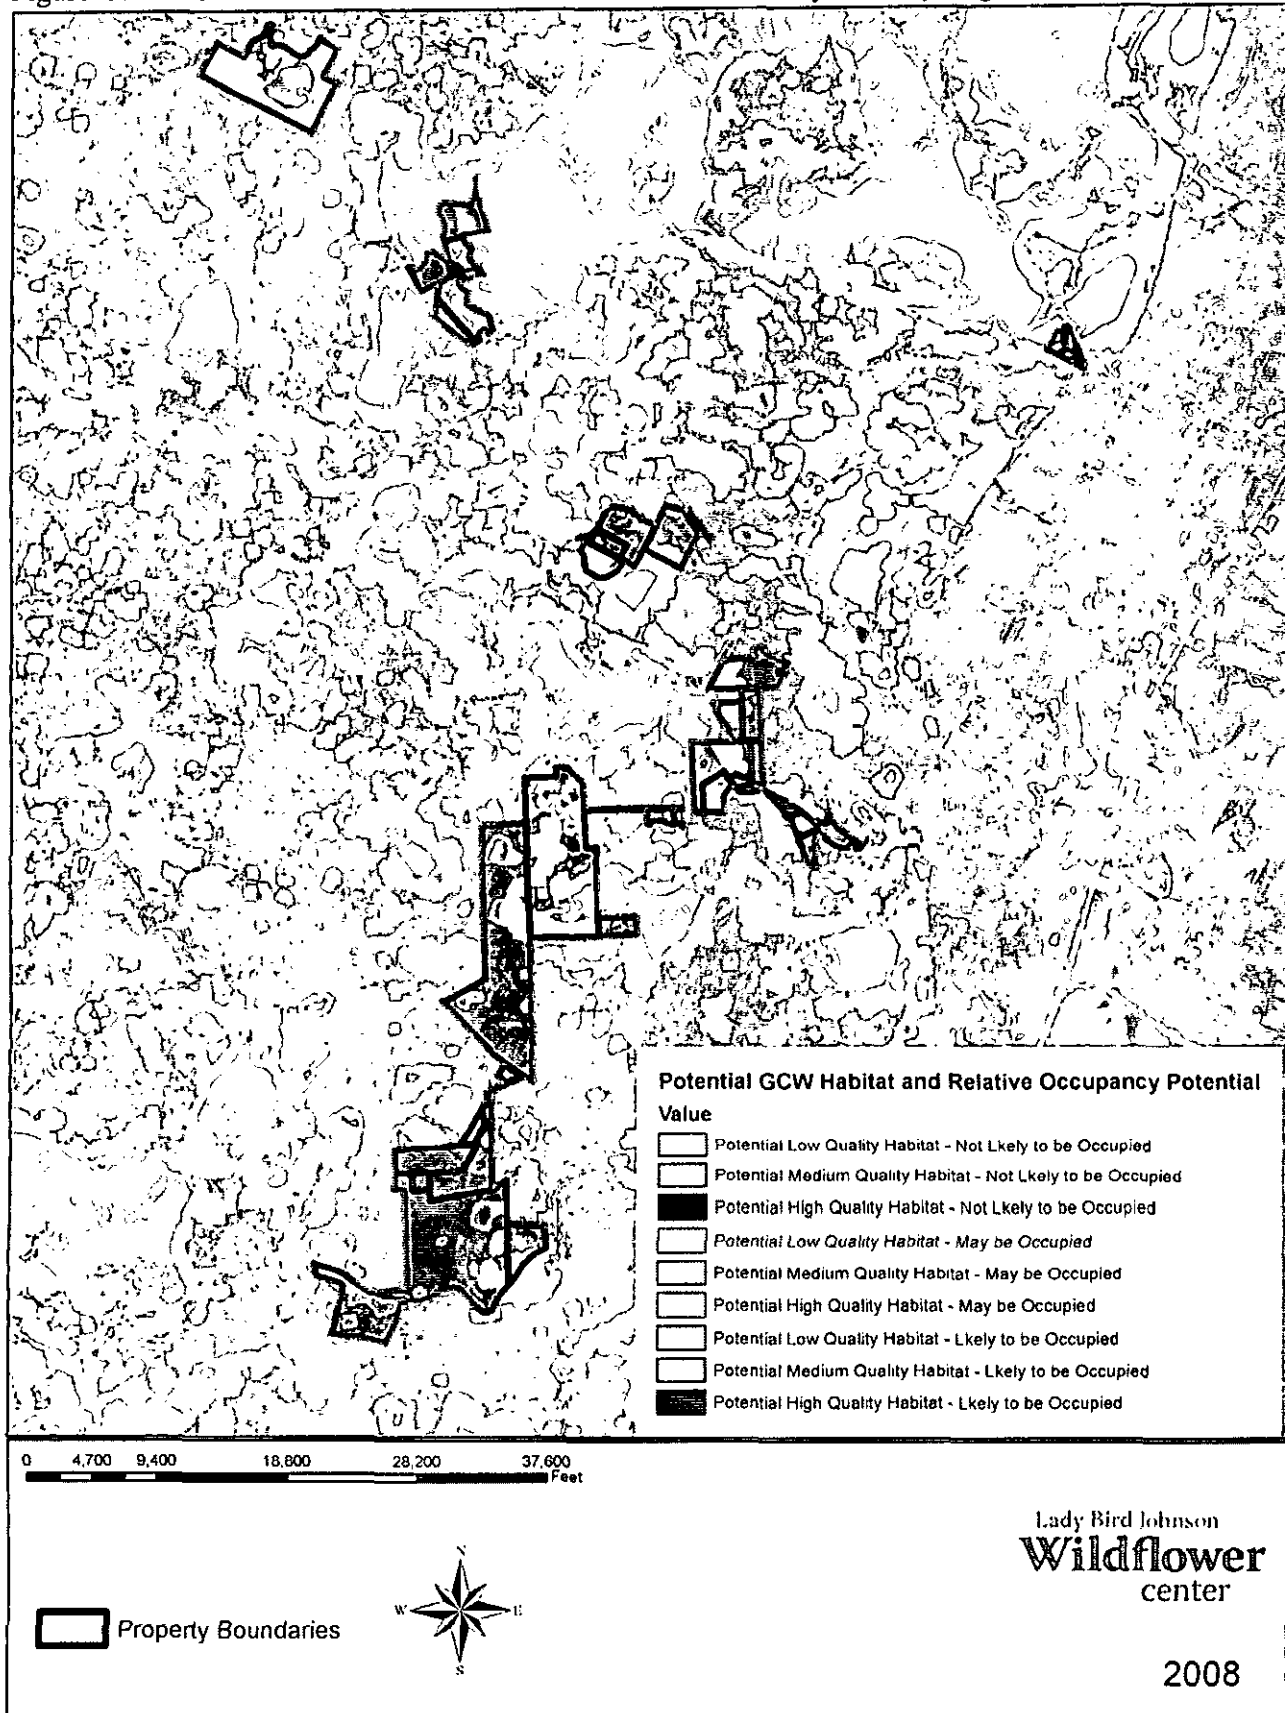 Potential GCW Habitat and Relative Occupancy Potential
Value
Potential Low Quality Habitat - Not Lkely to be Occupied
Potential Medium Quality Habitat - Not Likely to be Occupied
Potential High Quality Habitat - Not Lkely to be Occupied
Potential Low Quality Habitat - May be Occupied
Potential Medium Quality Habitat - May be Occupied
Potential High Quality Habitat - May be Occupied
Potential Low Quality Habitat - Lkely to be Occupied
Potential Medium Quality Habitat - Lkely to be Occupied
Potential High Quality Habitat - Lkely to be Occupied
0 4,700 9,400 18,800 28,200 37,600
Feet
Lady Bird Johnson
Wildflower
center
N
W E
S
Property Boundaries
2008